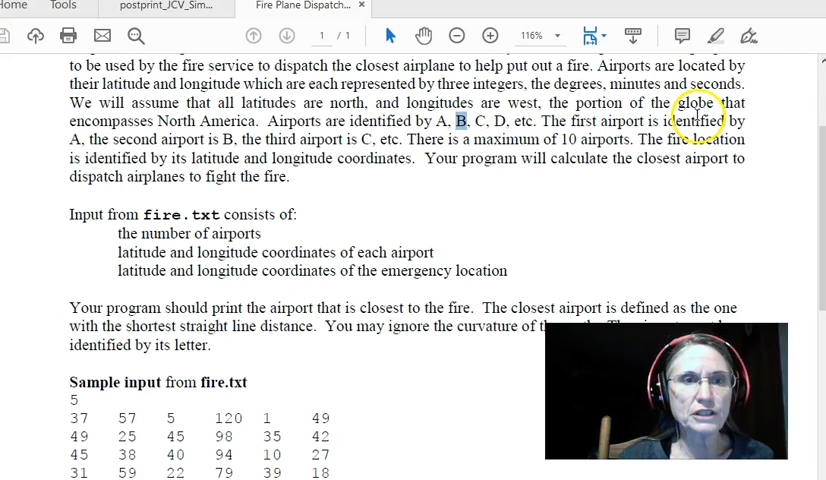 Home
Tools
postprint_JCV_Sim...
Fire Plane Dispatch...
×
1 / 1
116%
to be used by the fire service to dispatch the closest airplane to help put out a fire. Airports are located by
their latitude and longitude which are each represented by three integers, the degrees, minutes and seconds.
We will assume that all latitudes are north, and longitudes are west, the portion of the globe that
encompasses North America. Airports are identified by A, B, C, D, etc. The first airport is identified by
A, the second airport is B, the third airport is C, etc. There is a maximum of 10 airports. The fire location
is identified by its latitude and longitude coordinates. Your program will calculate the closest airport to
dispatch airplanes to fight the fire.
Input from fire.txt consists of:
the number of airports
latitude and longitude coordinates of each airport
latitude and longitude coordinates of the emergency location
Your program should print the airport that is closest to the fire. The closest airport is defined as the one
with the shortest straight line distance. You may ignore the curvature of
identified by its letter.
Sample input from fire.txt
5
37 57 5 120 1 49
49 25 45 98 35 42
45 38 40 94 10 27
31 59 22 79 39 18